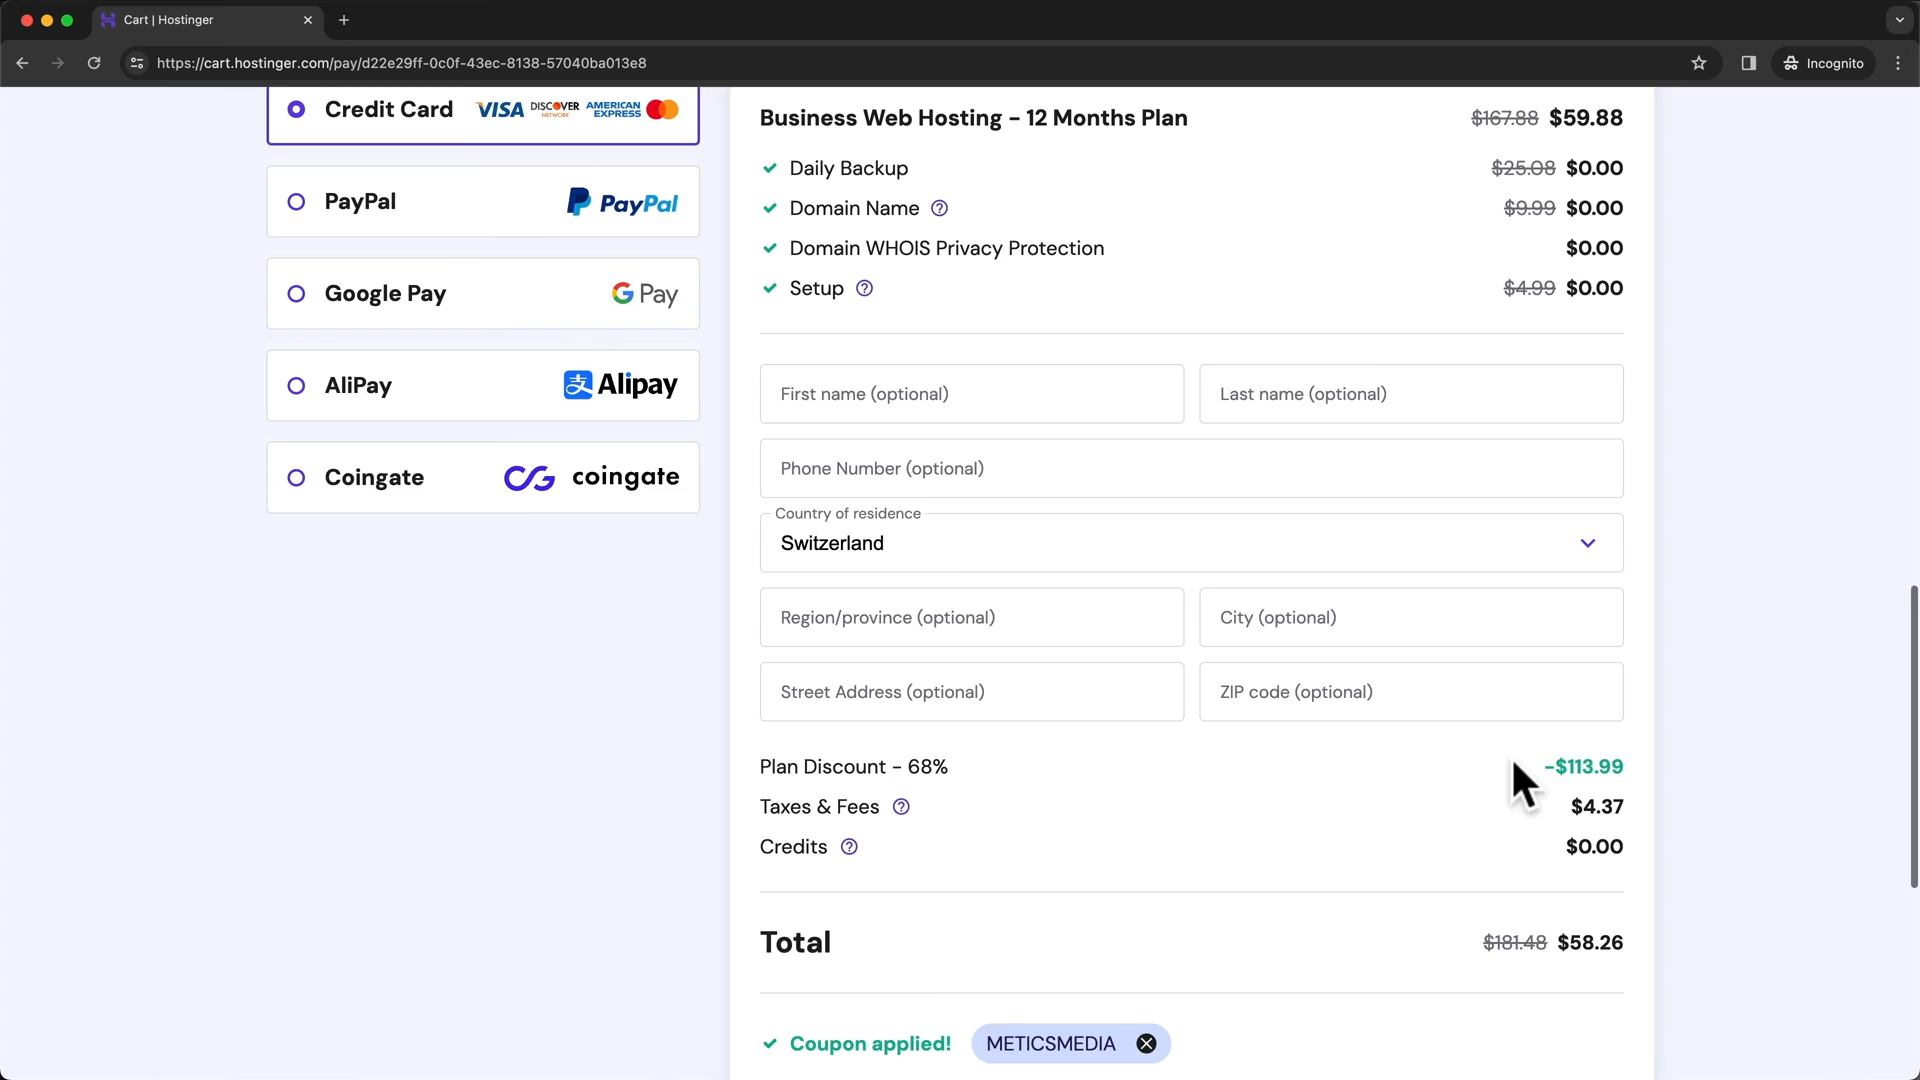 Cart | Hostinger
https://cart.hostinger.com/pay/d22e29ff-0c0f-43ec-8138-57040ba013e8
Incognito
Credit Card VISA DISCOVER NETWORK AMERICAN EXPRESS
PayPal PayPal
Google Pay G Pay
AliPay 支 Alipay
Coingate coingate
Business Web Hosting – 12 Months Plan $167.88 $59.88
Daily Backup $25.08 $0.00
Domain Name $9.99 $0.00
Domain WHOIS Privacy Protection $0.00
Setup $4.99 $0.00
First name (optional) Last name (optional)
Phone Number (optional)
Country of residence
Switzerland
Region/province (optional) City (optional)
Street Address (optional) ZIP code (optional)
Plan Discount - 68% -$113.99
Taxes & Fees $4.37
Credits $0.00
Total $181.48 $58.26
Coupon applied! METICSMEDIA